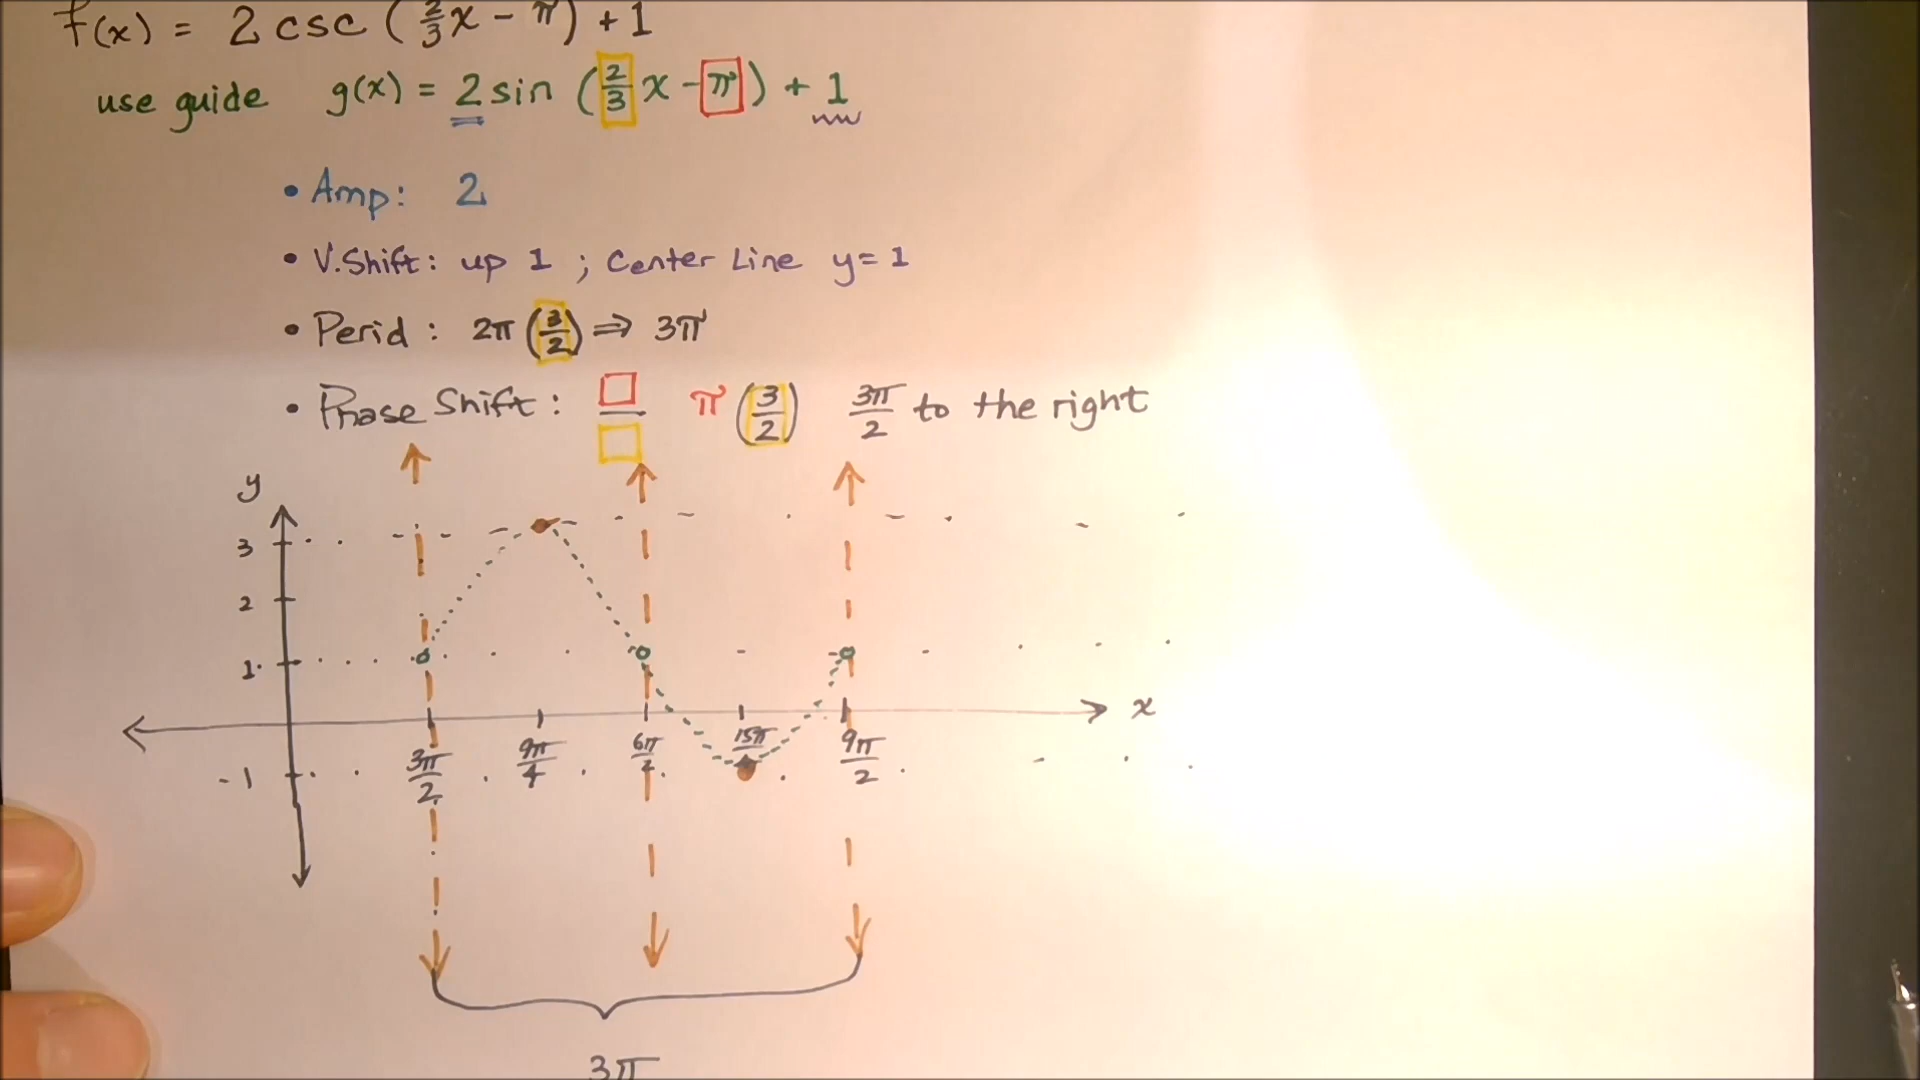 f(x) = 2 csc (2/3 x - π) + 1
use guide g(x) = 2 sin (2/3 x - π) + 1
• Amp: 2
• V.Shift: up 1 ; Center Line y = 1
• Perid : 2π (3/2) ⇒ 3π
• Phase Shift : □/□ π (3/2) 3π/2 to the right
y
3
2
1
x
3π/2 9π/4 6π/2 15π 9π/2
-1
3π